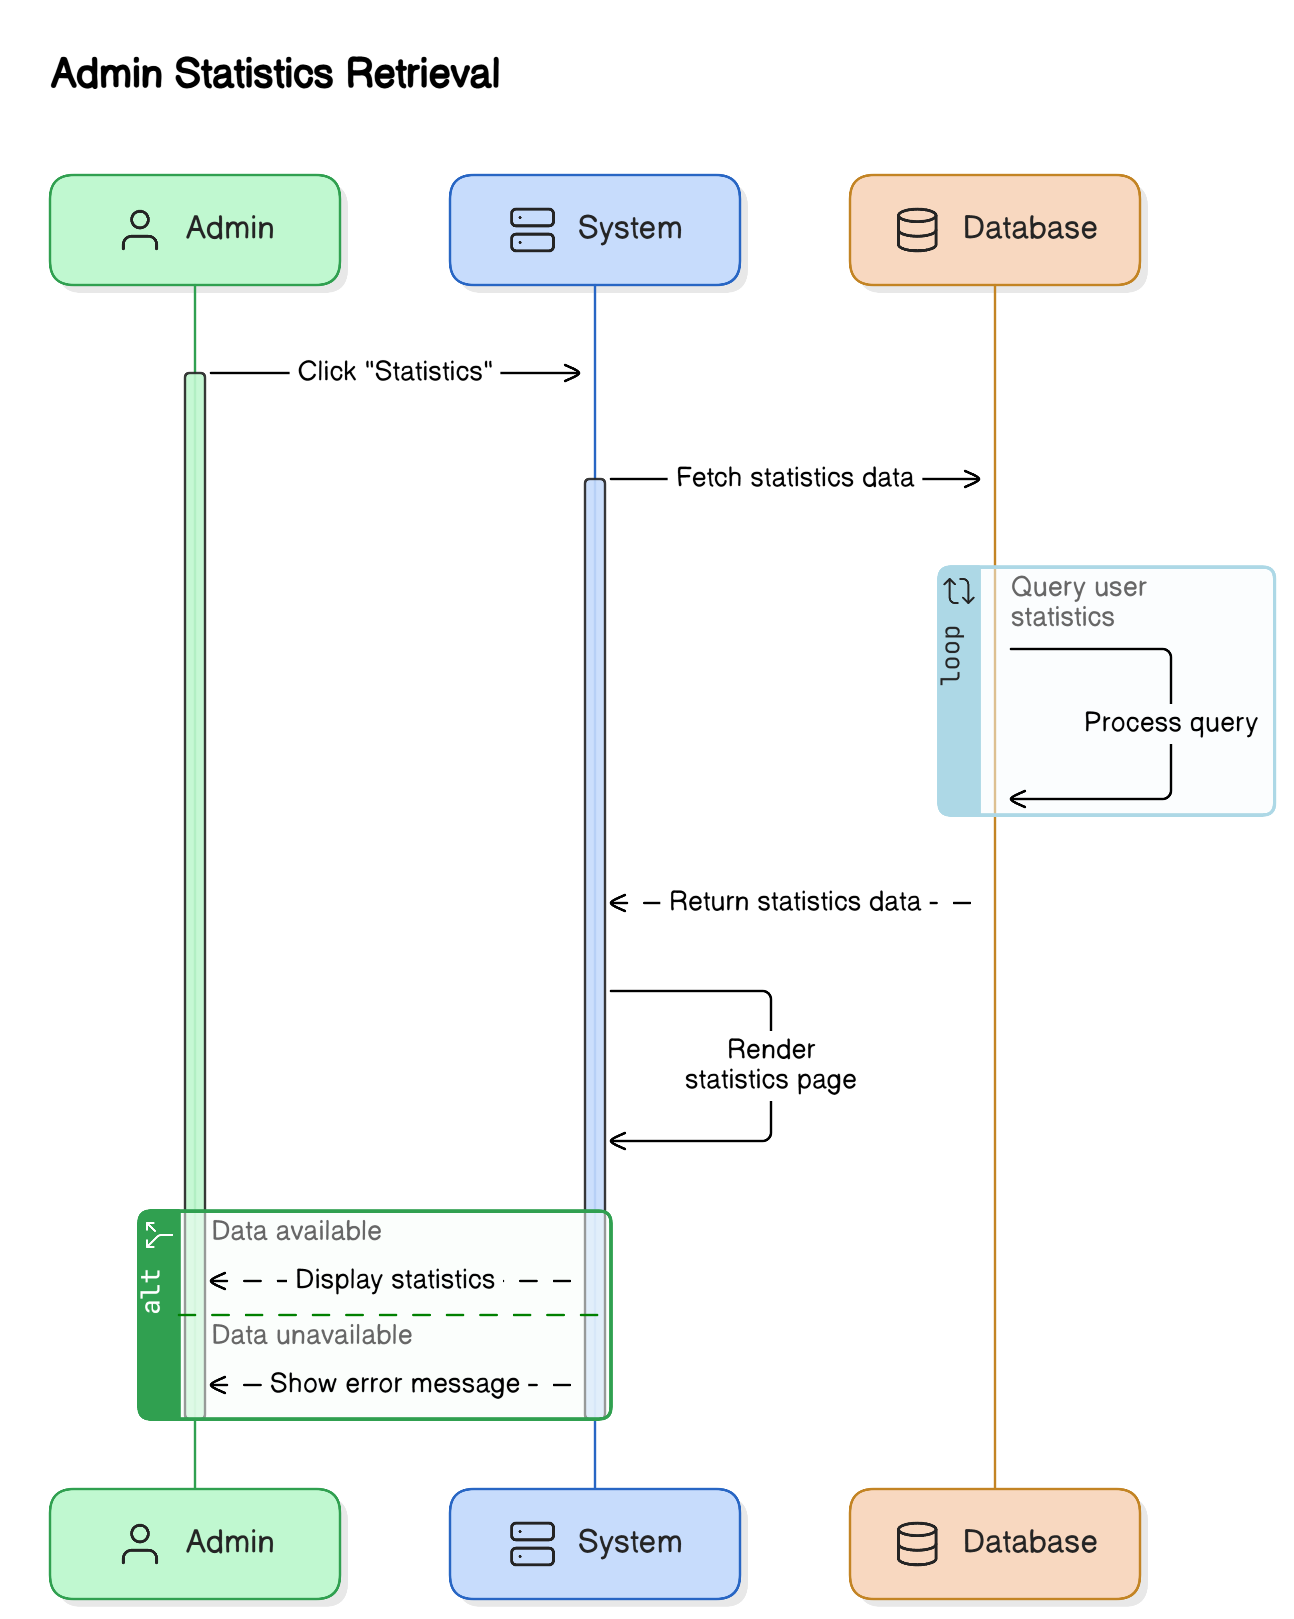 Admin Statistics Retrieval
Admin
System
Database
Click "Statistics"
Fetch statistics data
loop
Query user
statistics
Process query
Return statistics data
Render
statistics page
alt
Data available
Display statistics
Data unavailable
Show error message
Admin
System
Database